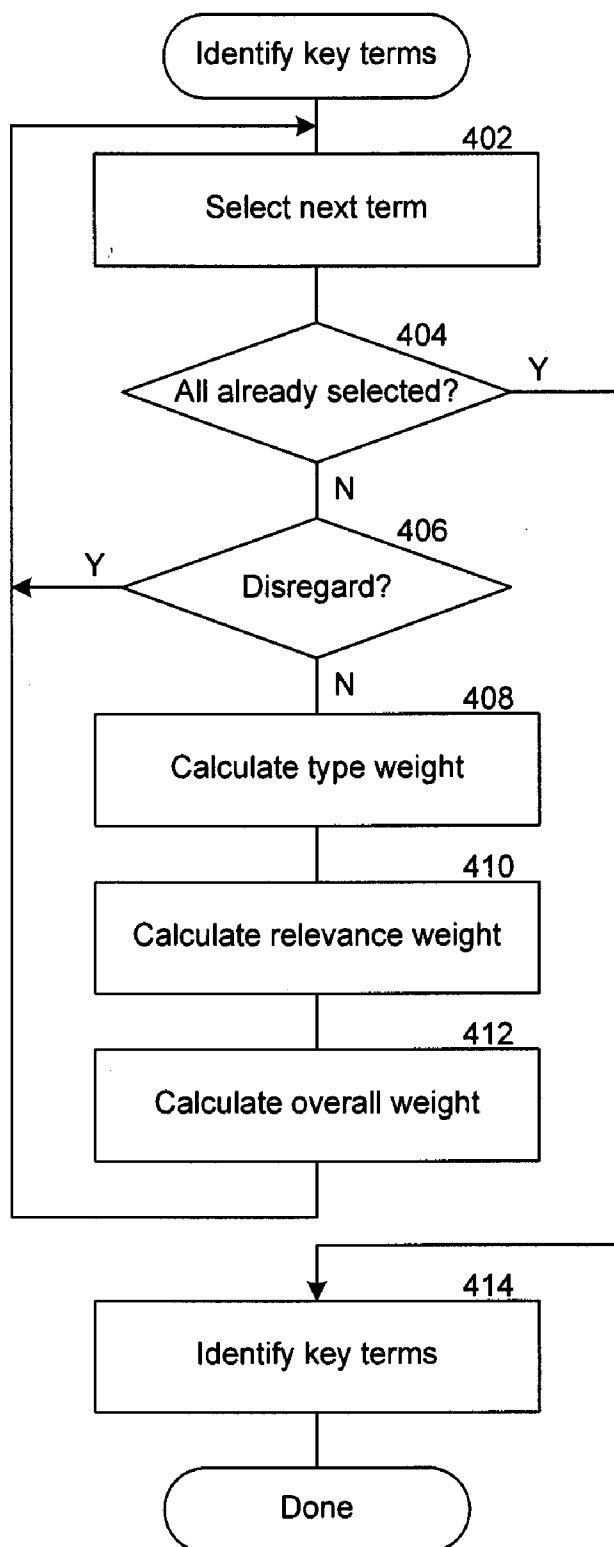 Identify key terms
402
Select next term
404
All already selected?
Y
N
406
Y
Disregard?
N
408
Calculate type weight
410
Calculate relevance weight
412
Calculate overall weight
414
Identify key terms
Done